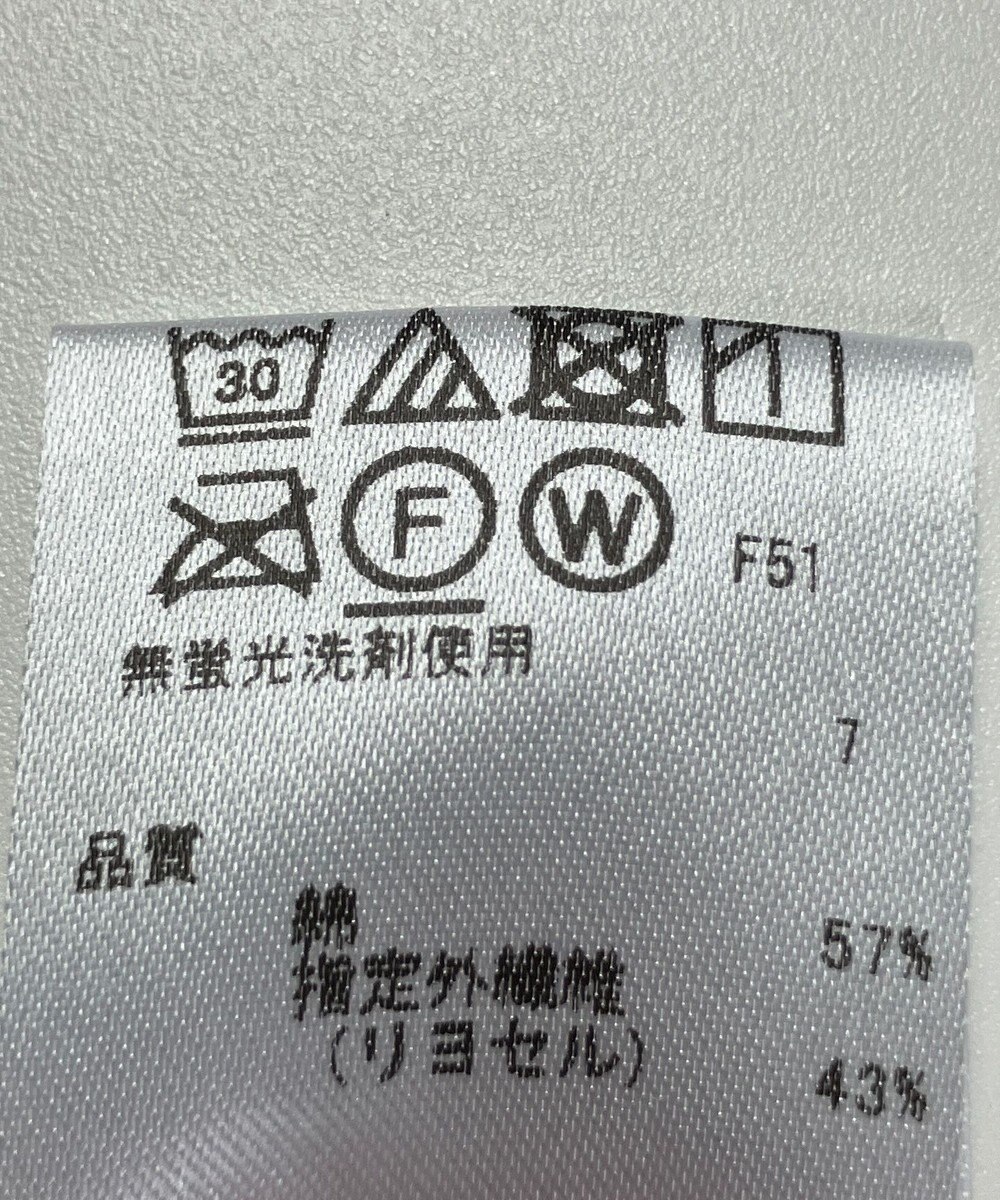 30
F W F51
無蛍光洗剤使用
7
品質
綿 57%
指定外繊維
(リヨセル) 43%